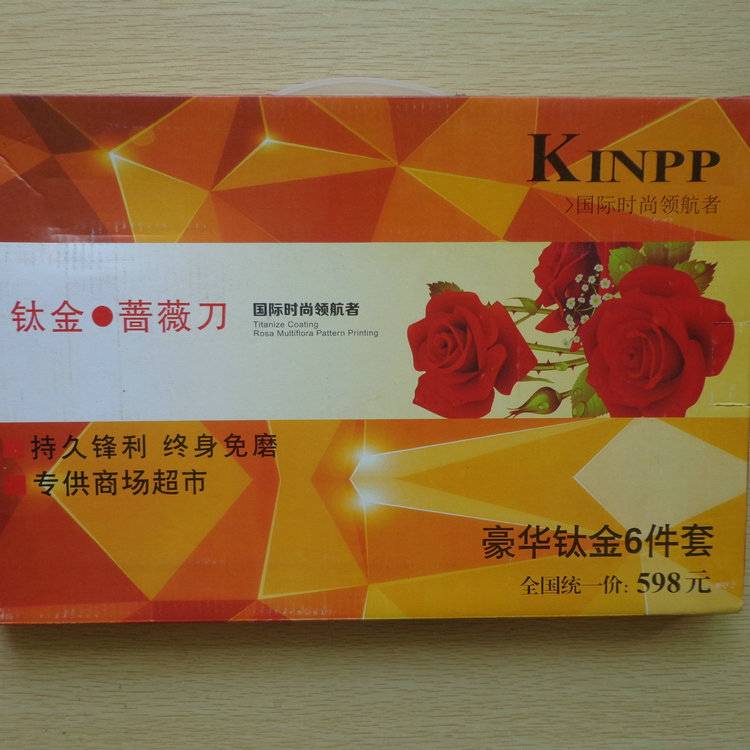 KINPP
>国际时尚领航者
钛金●蔷薇刀
国际时尚领航者
Titanize Coating
Rosa Multiflora Pattern Printing
持久锋利 终身免磨
专供商场超市
豪华钛金6件套
全国统一价: 598元